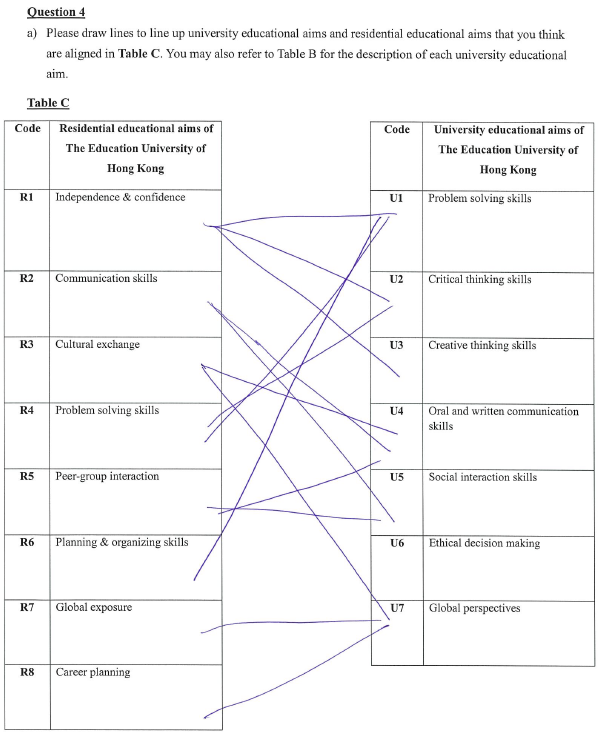 Question 4
a) Please draw lines to line up university educational aims and residential educational aims that you think
are aligned in Table C. You may also refer to Table B for the description of each university educational
aim.
Table C
Code Residential educational aims of
The Education University of
Hong Kong
R1 Independence & confidence
R2 Communication skills
R3 Cultural exchange
R4 Problem solving skills
R5 Peer-group interaction
R6 Planning & organizing skills
R7 Global exposure
R8 Career planning
Code University educational aims of
The Education University of
Hong Kong
U1 Problem solving skills
U2 Critical thinking skills
U3 Creative thinking skills
U4 Oral and written communication
skills
U5 Social interaction skills
U6 Ethical decision making
U7 Global perspectives